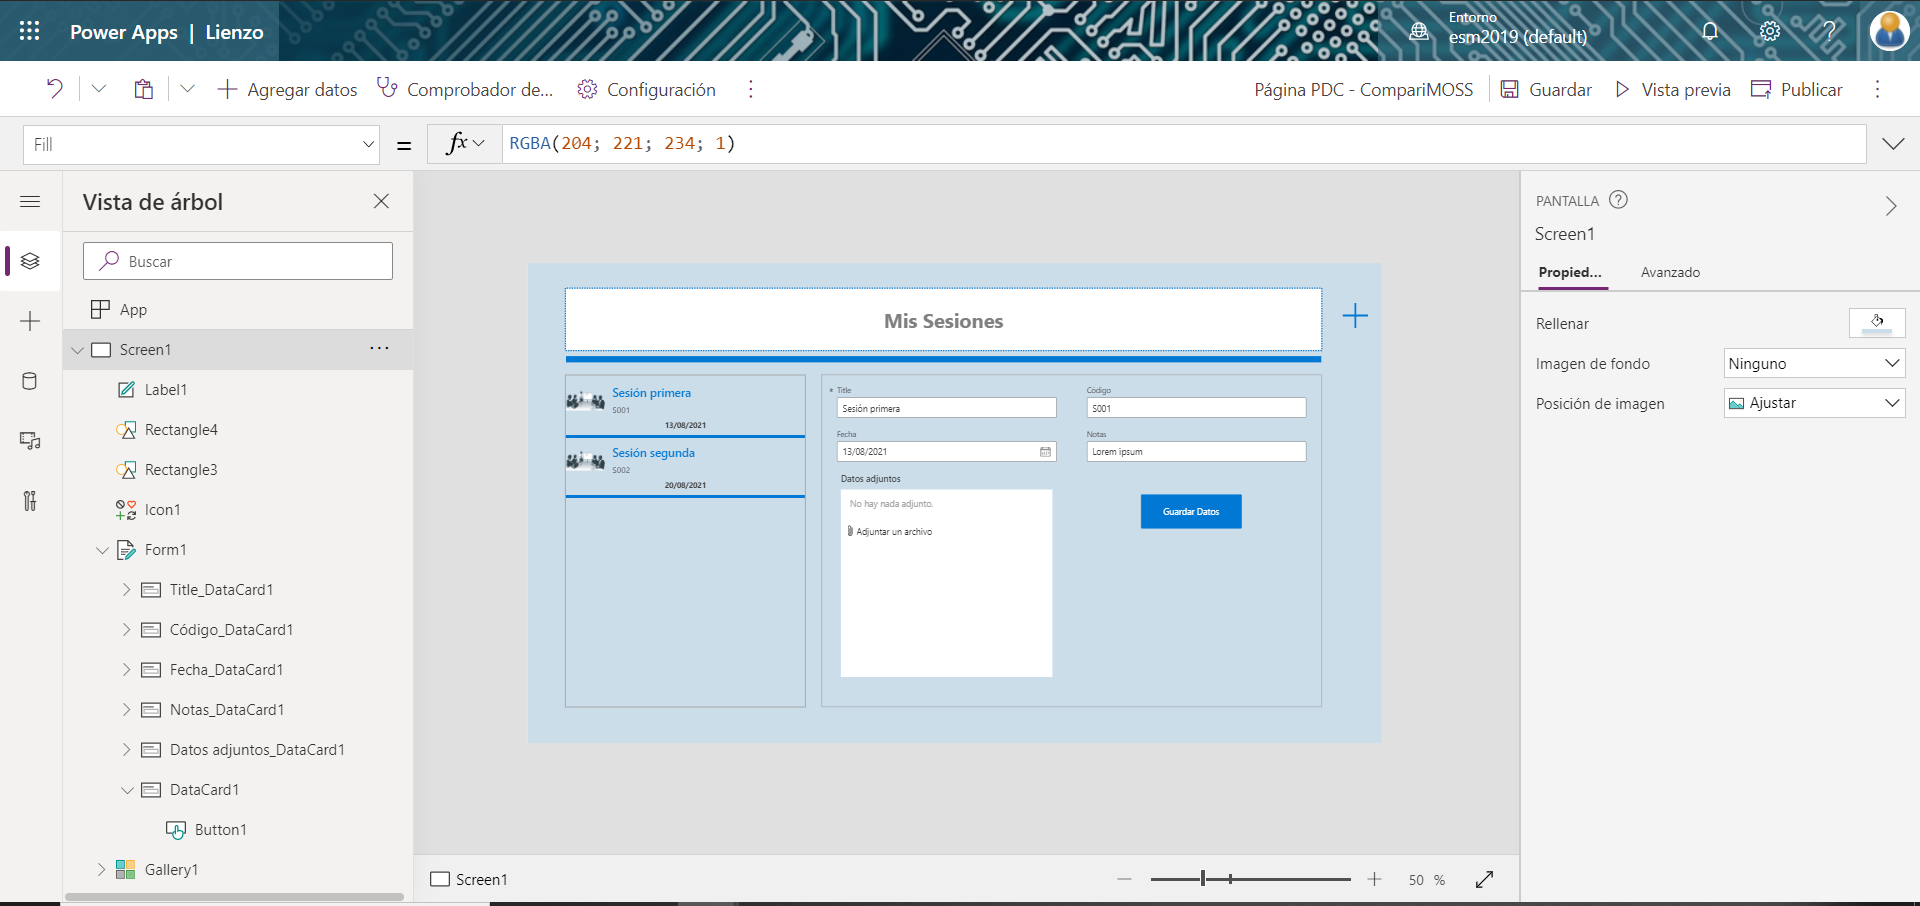 Power Apps | Lienzo
Entorno
esm2019 (default)
Agregar datos
Comprobador de...
Configuración
Página PDC - CompariMOSS
Guardar
Vista previa
Publicar
Fill
=
fx
RGBA(204; 221; 234; 1)
Vista de árbol
Buscar
App
Screen1
Label1
Rectangle4
Rectangle3
Icon1
Form1
Title_DataCard1
Código_DataCard1
Fecha_DataCard1
Notas_DataCard1
Datos adjuntos_DataCard1
DataCard1
Button1
Gallery1
Mis Sesiones
Sesión primera
S001
13/08/2021
Sesión segunda
S002
20/08/2021
* Title
Sesión primera
Código
S001
Fecha
13/08/2021
Notas
Lorem ipsum
Datos adjuntos
No hay nada adjunto.
Adjuntar un archivo
Guardar Datos
Screen1
50 %
PANTALLA
Screen1
Propied...
Avanzado
Rellenar
Imagen de fondo
Ninguno
Posición de imagen
Ajustar